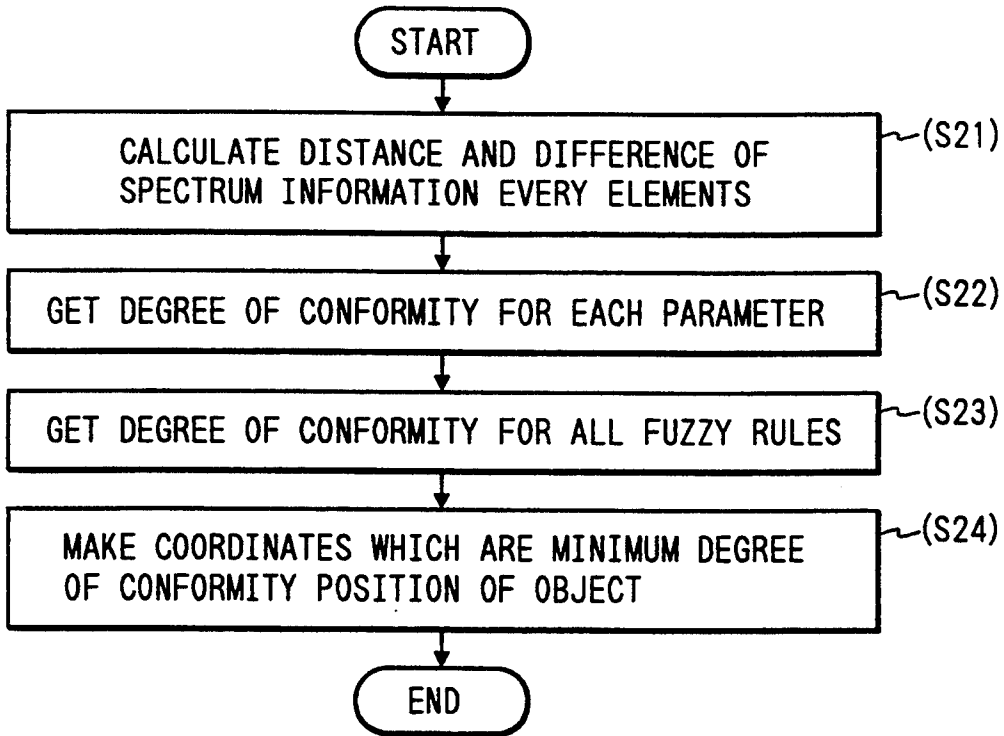 START
CALCULATE DISTANCE AND DIFFERENCE OF
SPECTRUM INFORMATION EVERY ELEMENTS
(S21)
GET DEGREE OF CONFORMITY FOR EACH PARAMETER
(S22)
GET DEGREE OF CONFORMITY FOR ALL FUZZY RULES
(S23)
MAKE COORDINATES WHICH ARE MINIMUM DEGREE
OF CONFORMITY POSITION OF OBJECT
(S24)
END